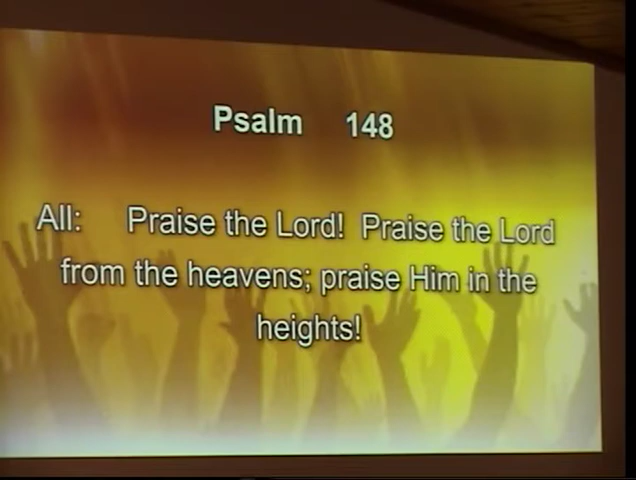 Psalm 148
All: Praise the Lord! Praise the Lord
from the heavens; praise Him in the
heights!